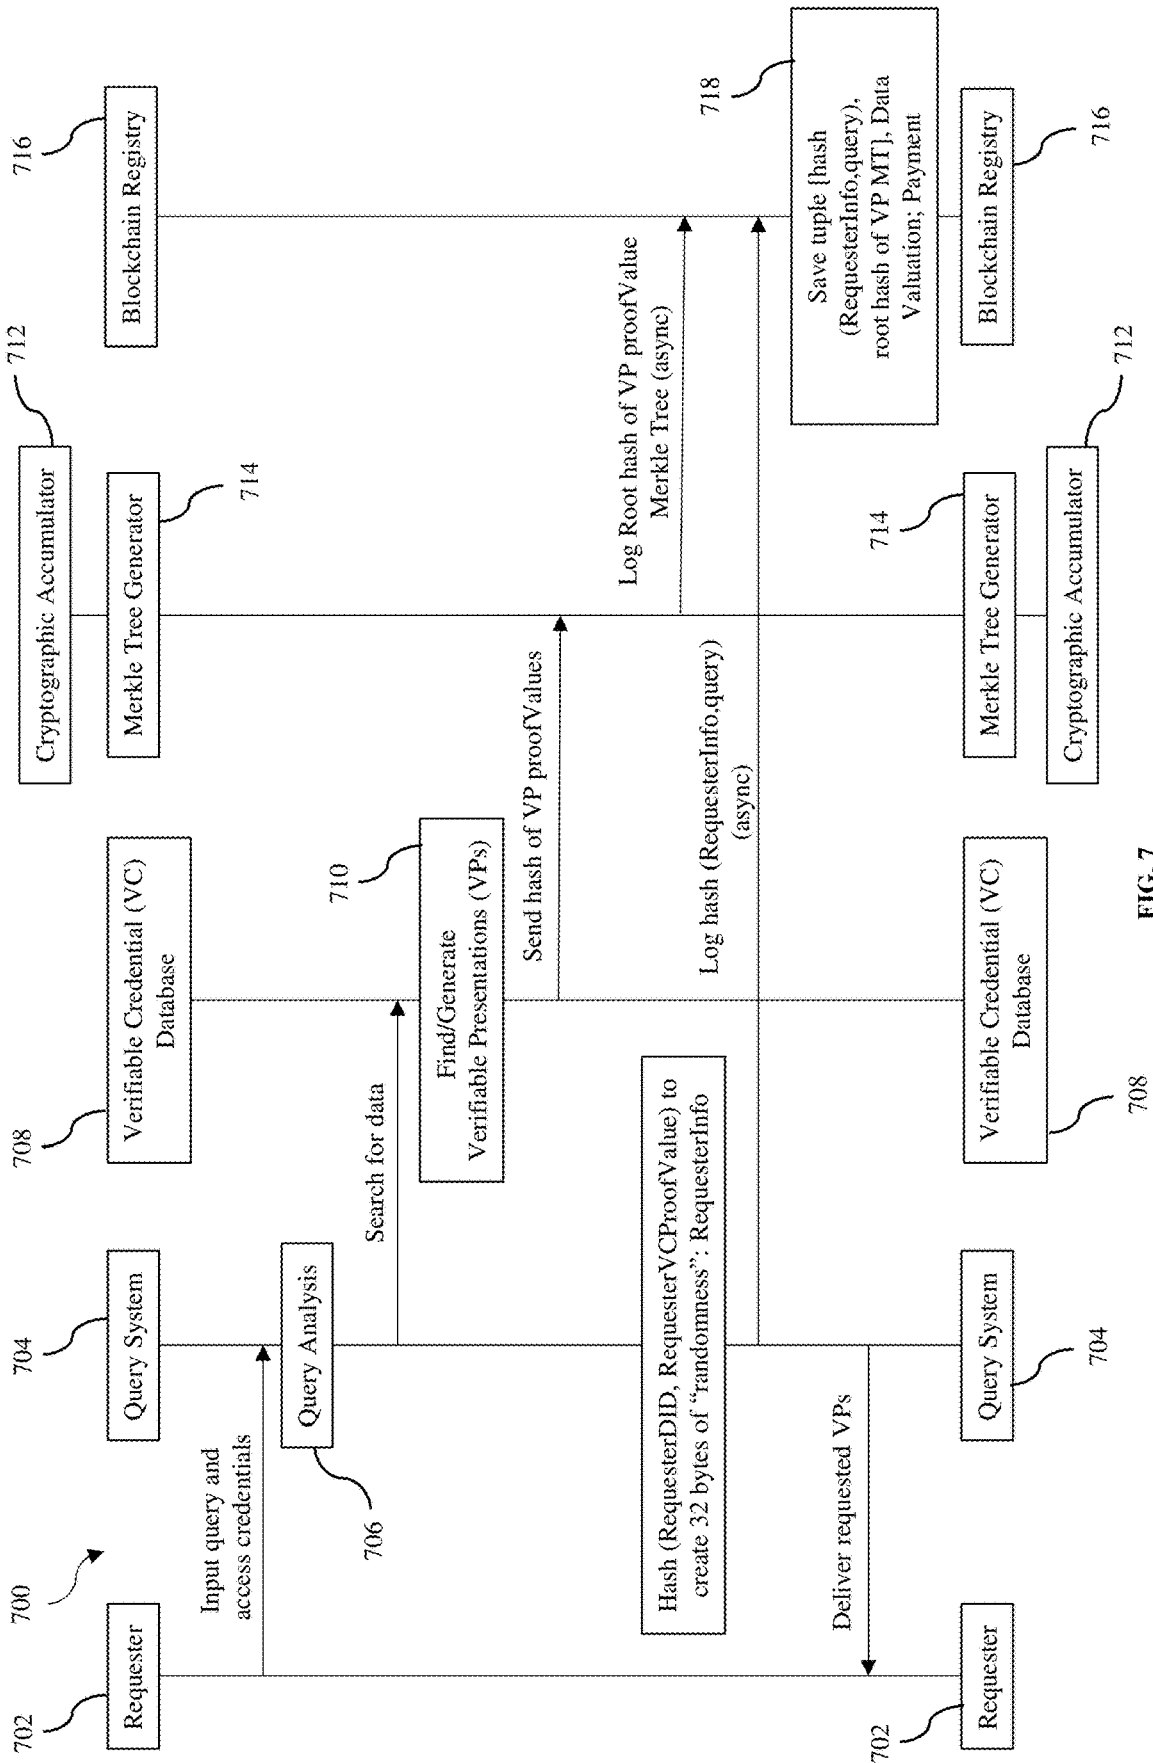 700
702
Requester
704
Query System
708
Verifiable Credential (VC)
Database
712
Cryptographic Accumulator
Merkle Tree Generator
714
716
Blockchain Registry
Input query and
access credentials
Query Analysis
706
Search for data
710
Find/Generate
Verifiable Presentations (VPs)
Send hash of VP proofValues
Log Root hash of VP proofValue
Merkle Tree (async)
Hash (RequesterDID, RequesterVCProofValue) to
create 32 bytes of “randomness”: RequesterInfo
Log hash (RequesterInfo.query)
(async)
718
Save tuple [hash
(RequesterInfo,query),
root hash of VP MT], Data
Valuation; Payment
Deliver requested VPs
702
Requester
Query System
704
Verifiable Credential (VC)
Database
708
714
Merkle Tree Generator
Cryptographic Accumulator
712
Blockchain Registry
716
FIG. 7